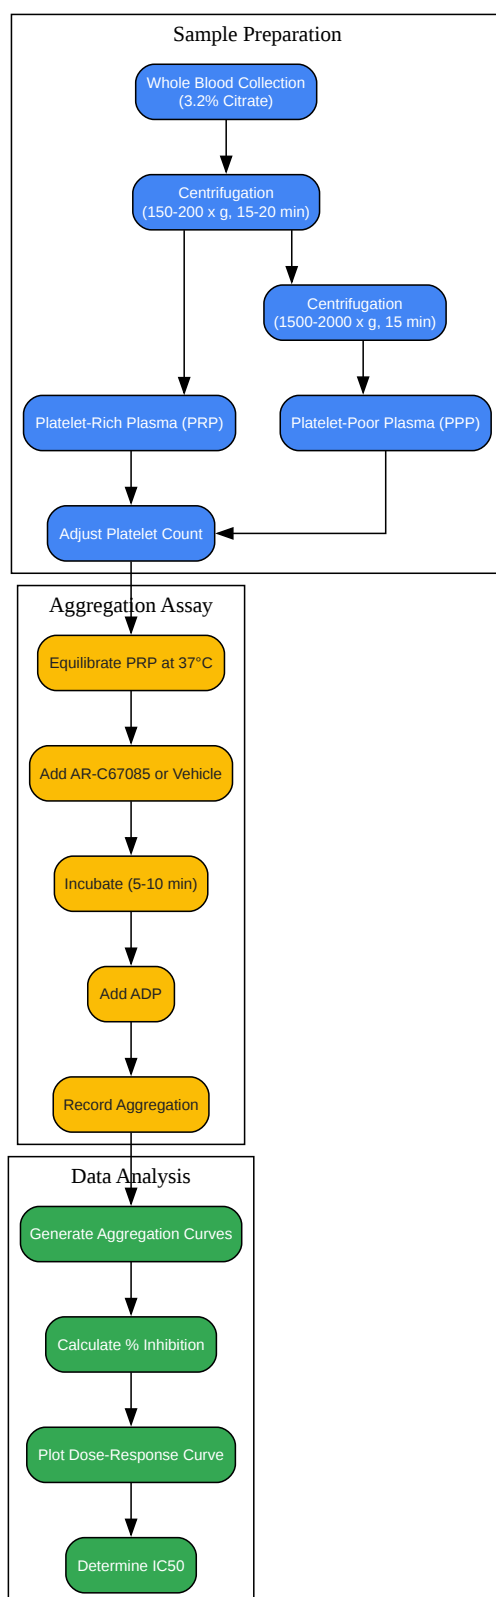 Sample Preparation
Whole Blood Collection
(3.2% Citrate)
Centrifugation
(150-200 x g, 15-20 min)
Centrifugation
(1500-2000 x g, 15 min)
Platelet-Rich Plasma (PRP)
Platelet-Poor Plasma (PPP)
Adjust Platelet Count
Aggregation Assay
Equilibrate PRP at 37°C
Add AR-C67085 or Vehicle
Incubate (5-10 min)
Add ADP
Record Aggregation
Data Analysis
Generate Aggregation Curves
Calculate % Inhibition
Plot Dose-Response Curve
Determine IC50